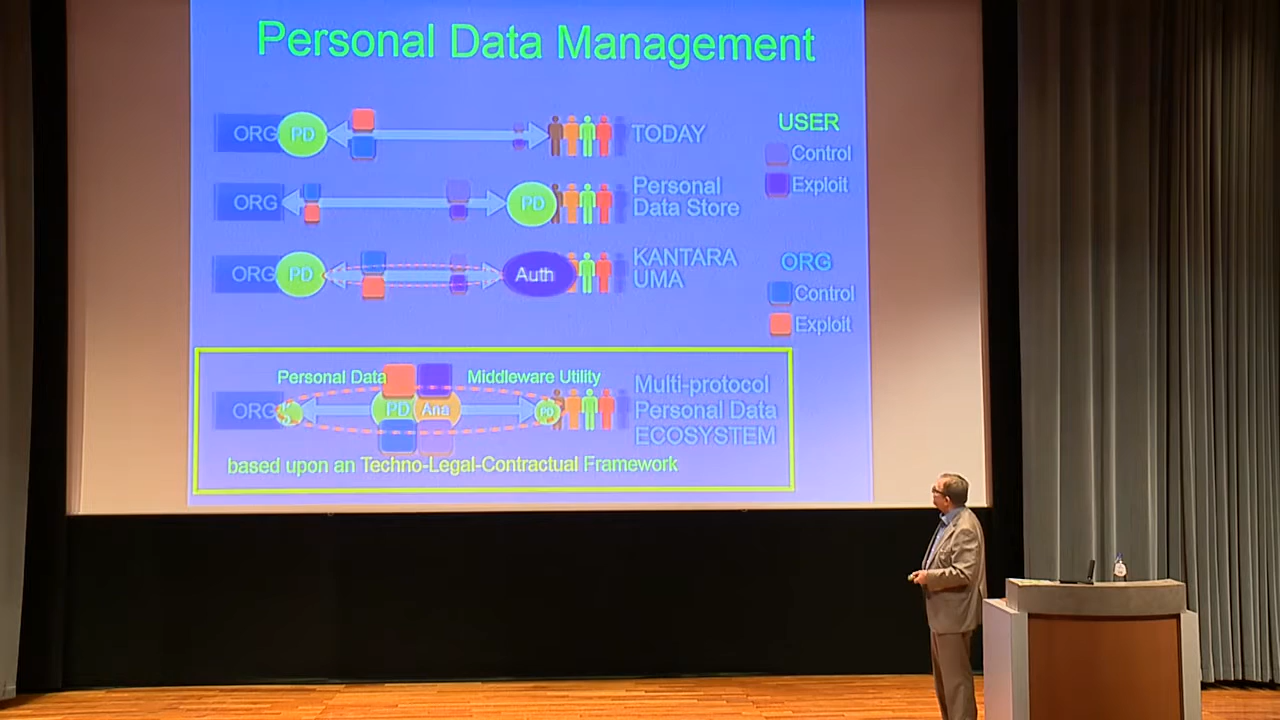 Personal Data Management
ORG PD TODAY
ORG PD Personal
Data Store
ORG PD Auth KANTARA
UMA
USER
Control
Exploit
ORG
Control
Exploit
Personal Data Middleware Utility
ORG PD Ana PD Multi-protocol
Personal Data
ECOSYSTEM
based upon an Techno-Legal-Contractual Framework